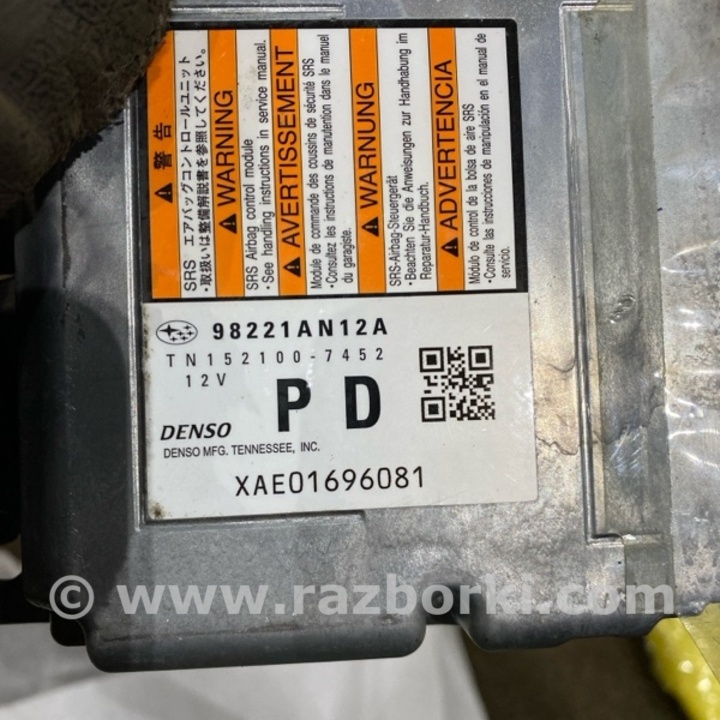 警告
SRS エアバッグコントロールユニット
・取扱いは整備解説書を参照してください。
WARNING
SRS Airbag control module
・See handling instructions in service manual.
AVERTISSEMENT
Module de commande des coussins de sécurité SRS
・Consultez les instructions de manutention dans le manuel
du garagiste.
WARNUNG
SRS-Airbag-Steuergerät
・Beachten Sie die Anweisungen zur Handhabung im
Reparatur-Handbuch.
ADVERTENCIA
Módulo de control de la bolsa de aire SRS
・Consulte las instrucciones de manipulación en el manual de
servicio.
98221AN12A
TN152100-7452
12V
PD
DENSO
DENSO MFG. TENNESSEE, INC.
XAE01696081
© www.razborki.com